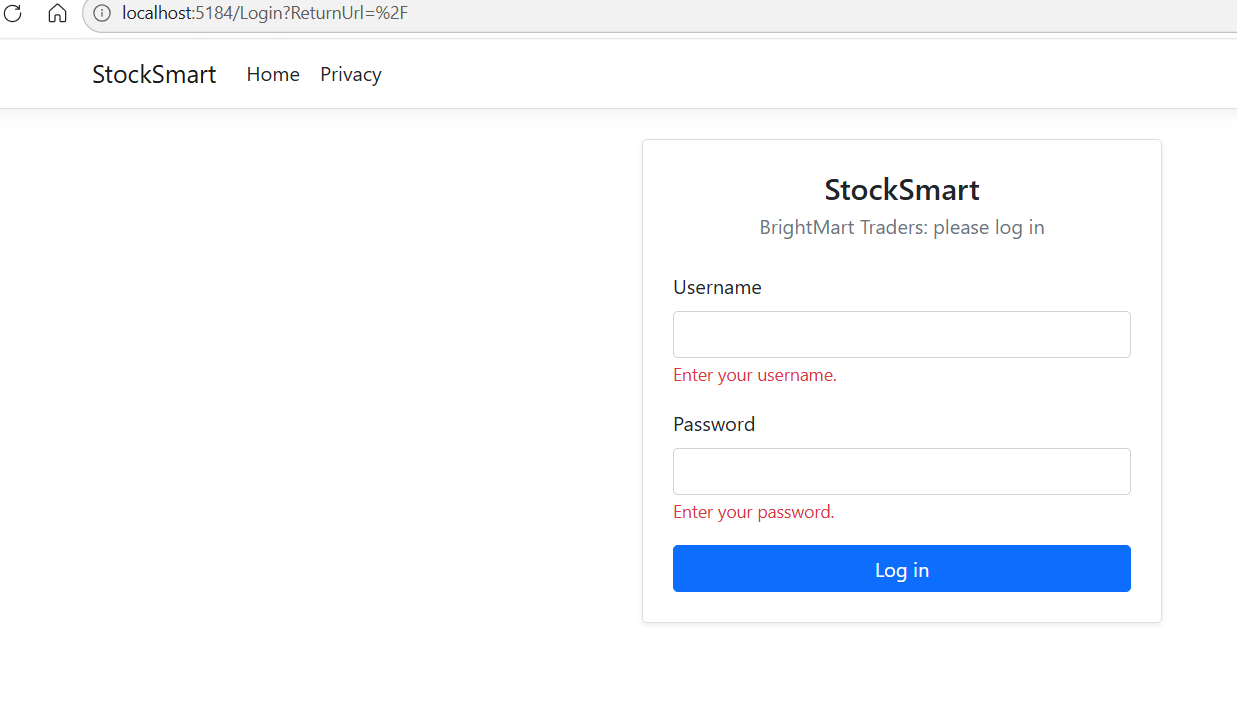 localhost:5184/Login?ReturnUrl=%2F
StockSmart Home Privacy
StockSmart
BrightMart Traders: please log in
Username
Enter your username.
Password
Enter your password.
Log in